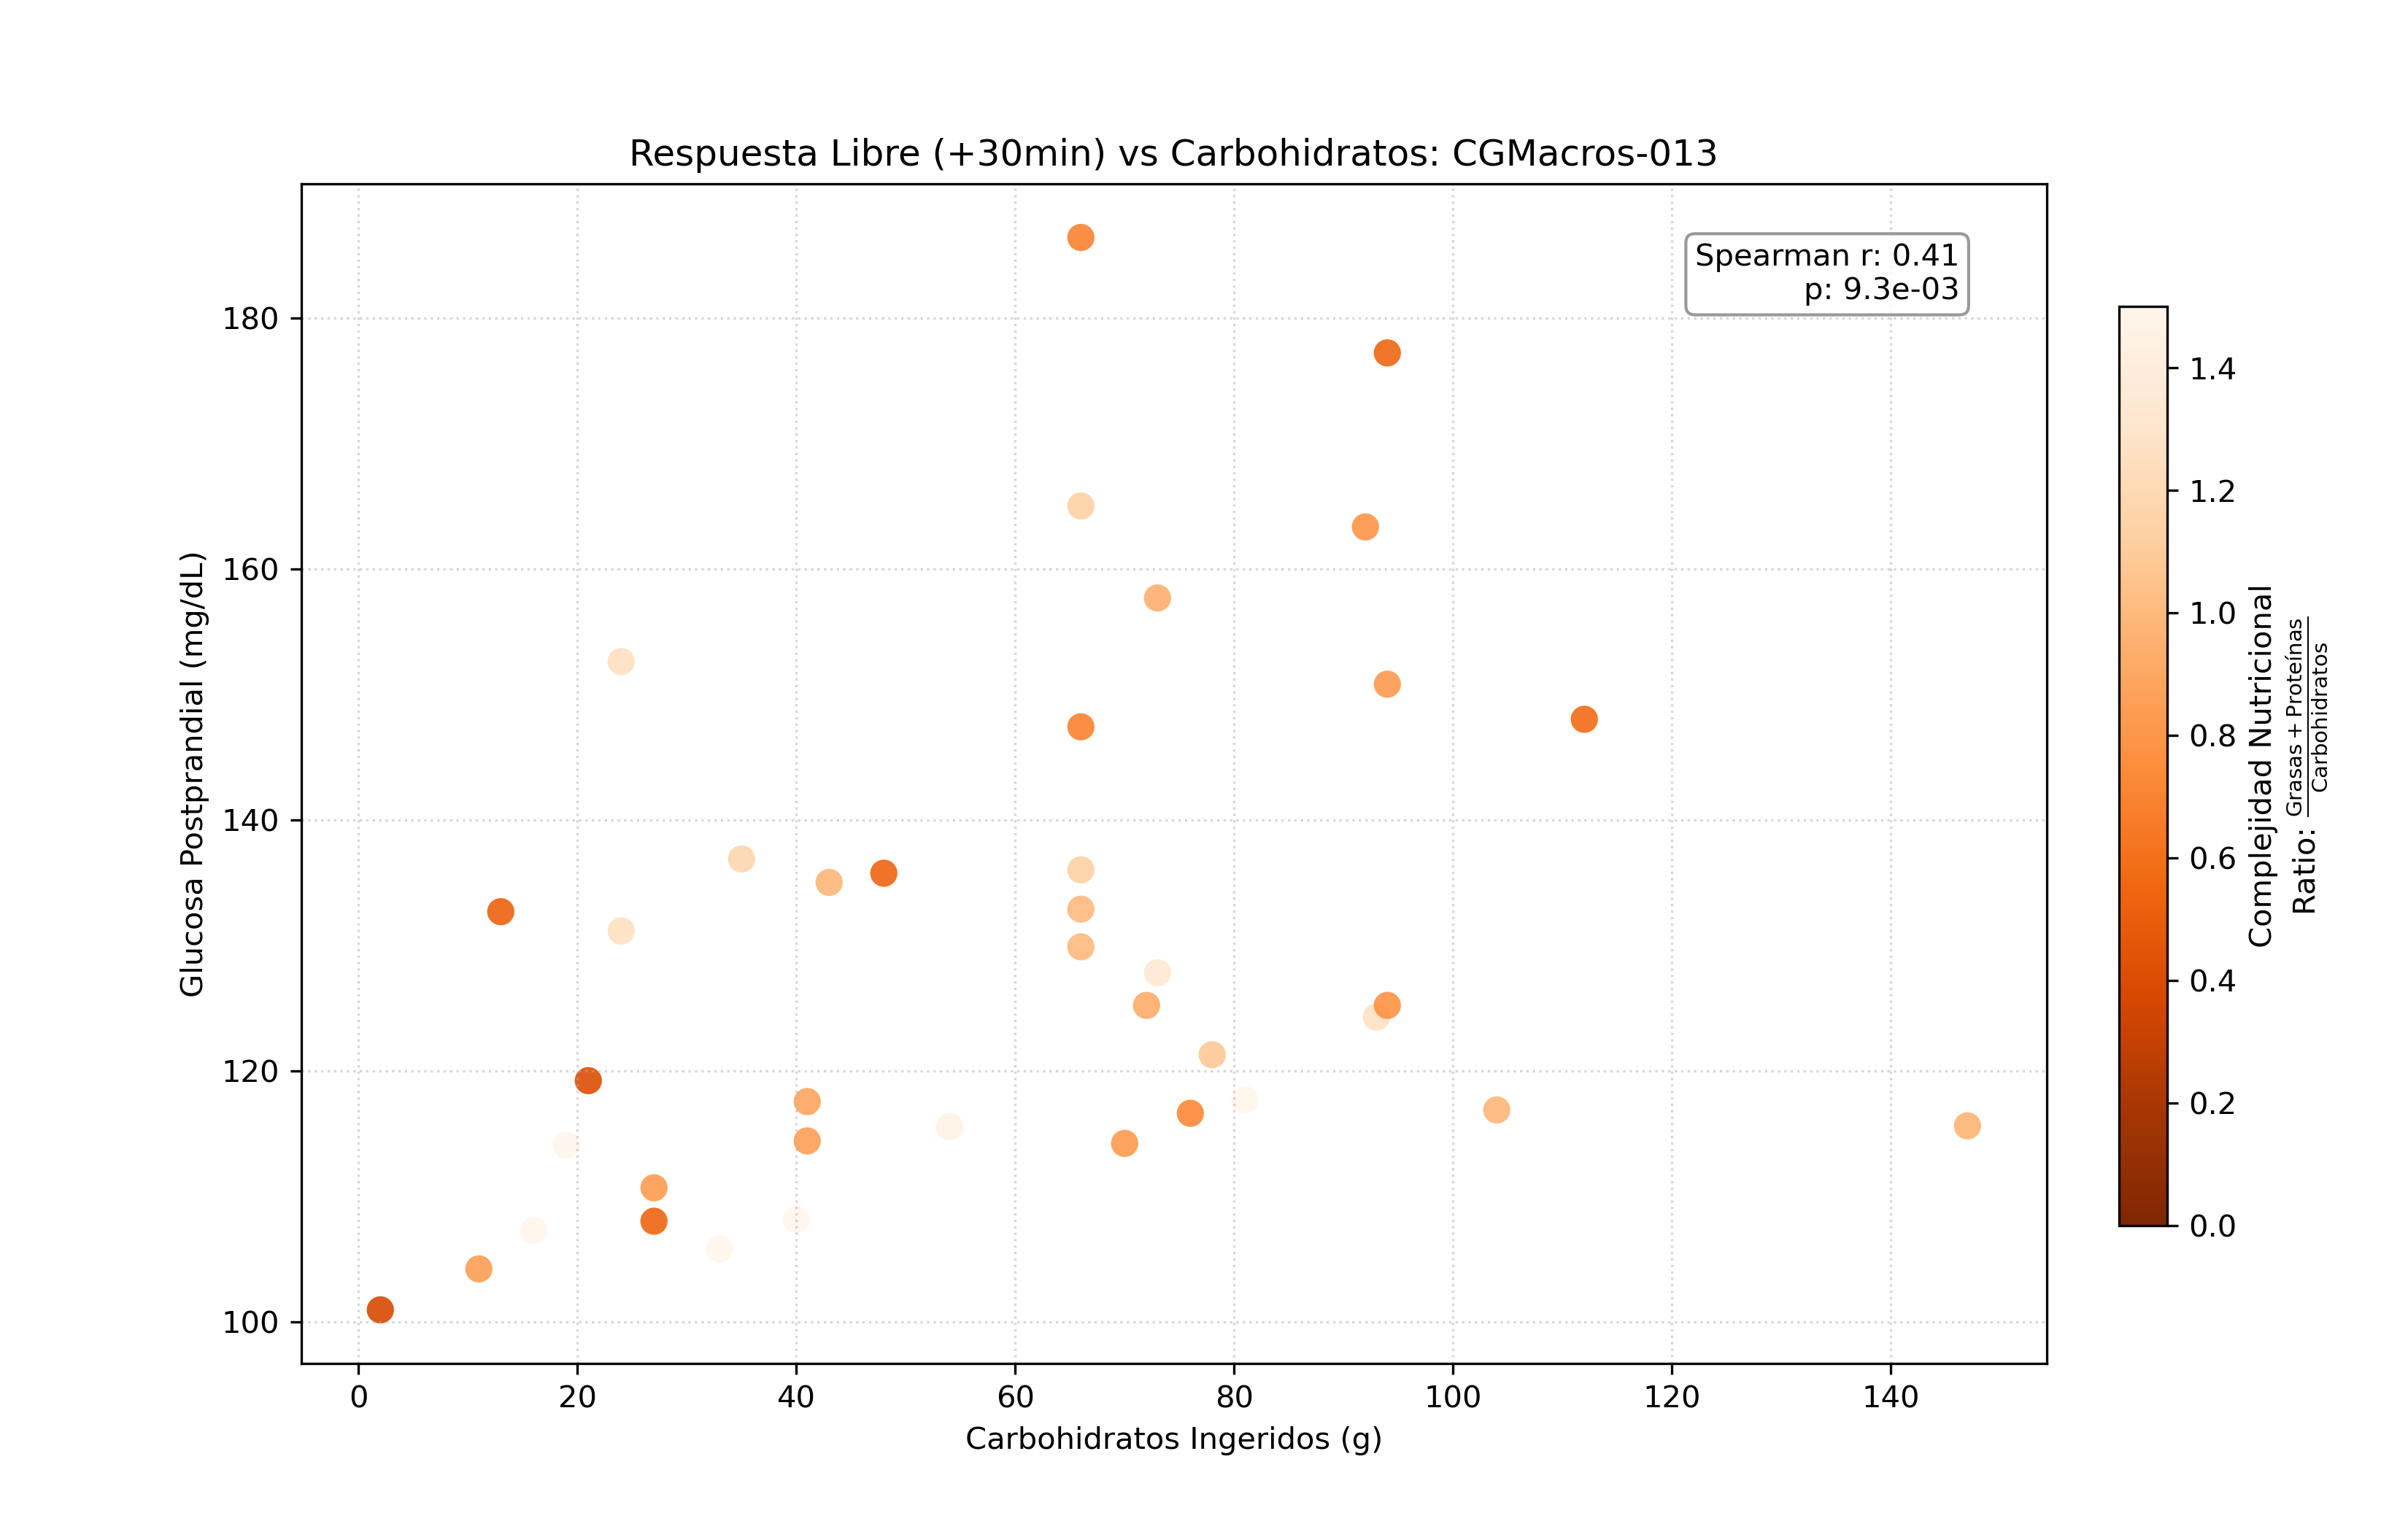 Respuesta Libre (+30min) vs Carbohidratos: CGMacros-013
Spearman r: 0.41
p: 9.3e-03
Glucosa Postprandial (mg/dL)
180
160
140
120
100
0
20
40
60
80
100
120
140
Carbohidratos Ingeridos (g)
1.4
1.2
1.0
0.8
0.6
0.4
0.2
0.0
Complejidad Nutricional
Ratio: Grasas + Proteínas
Carbohidratos